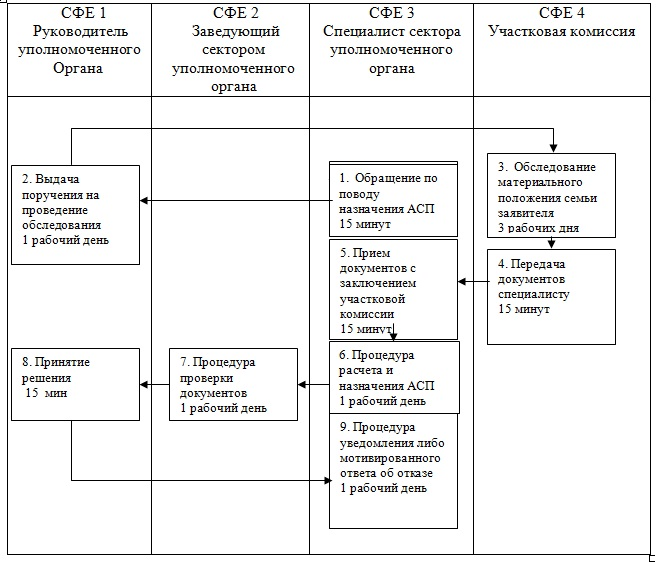 СФЕ 1
Руководитель
уполномоченного
Органа
СФЕ 2
Заведующий
сектором
уполномоченного
органа
СФЕ 3
Специалист сектора
уполномоченного
органа
СФЕ 4
Участковая комиссия
2. Выдача
поручения на
проведение
обследования
1 рабочий день
1. Обращение по
поводу
назначения АСП
15 минут
3. Обследование
материального
положения семьи
заявителя
3 рабочих дня
5. Прием
документов с
заключением
участковой
комиссии
15 минут
4. Передача
документов
специалисту
15 минут
8. Принятие
решения
15 мин
7. Процедура
проверки
документов
1 рабочий день
6. Процедура
расчета и
назначения АСП
1 рабочий день
9. Процедура
уведомления либо
мотивированного
ответа об отказе
1 рабочий день